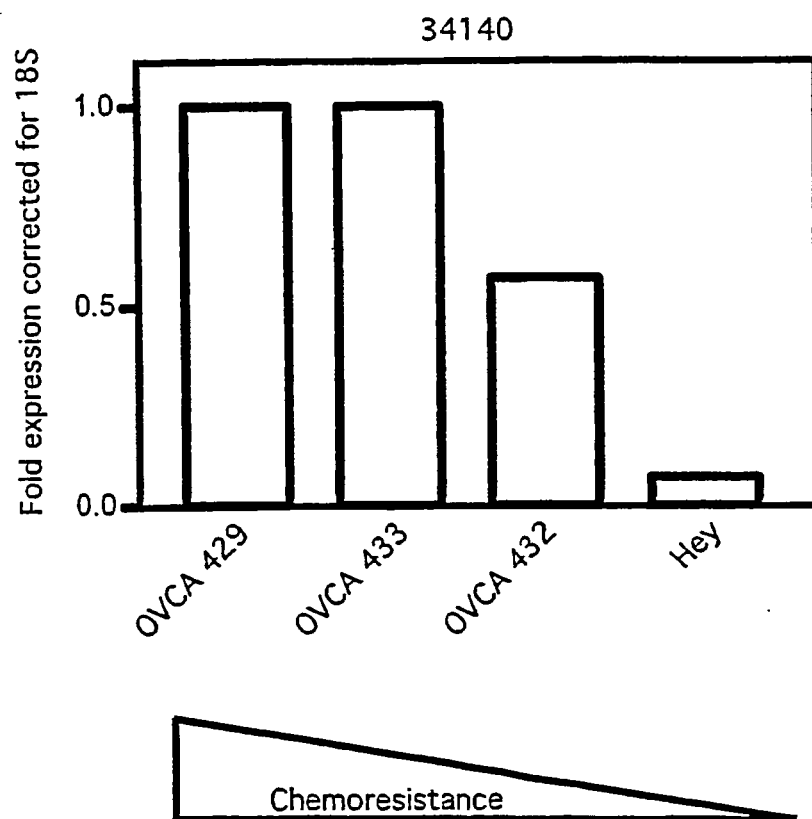 34140
Fold expression corrected for 18S
1.0
0.5
0.0
OVCA 429
OVCA 433
OVCA 432
Hey
Chemoresistance